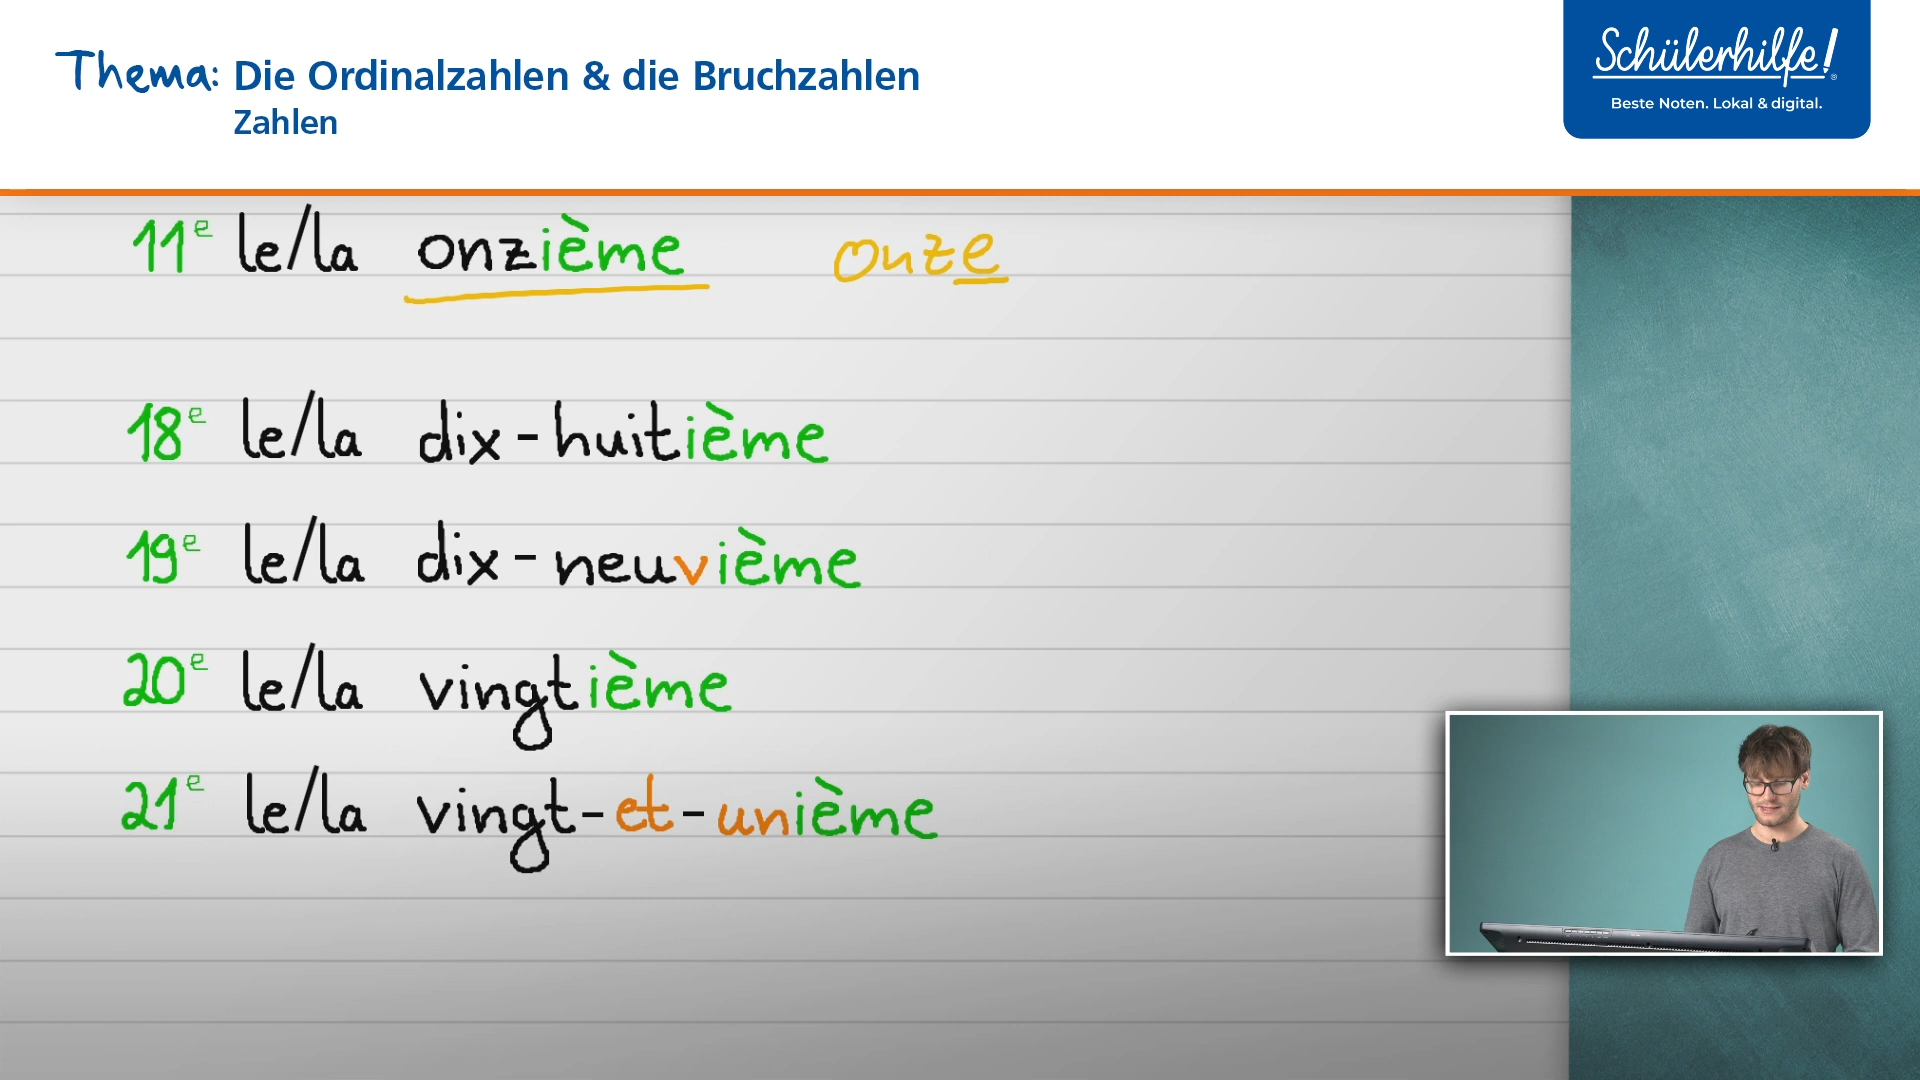 Thema: Die Ordinalzahlen & die Bruchzahlen
Zahlen
Schülerhilfe!
Beste Noten. Lokal & digital.
11e le/la onzième onze
18e le/la dix-huitième
19e le/la dix-neuvième
20e le/la vingtième
21e le/la vingt-et-unième